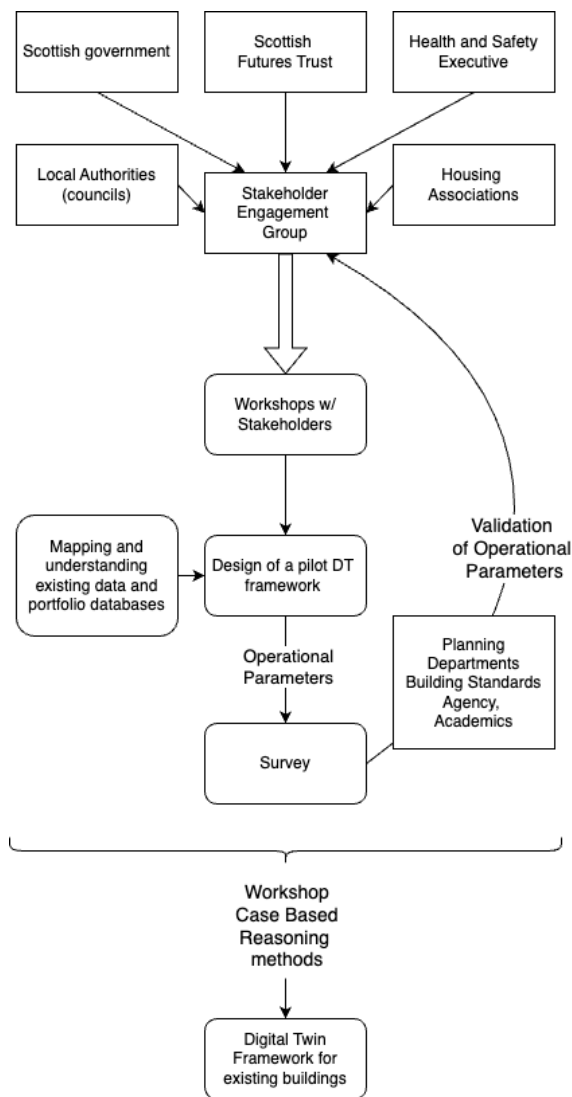 Scottish government
Scottish
Futures Trust
Health and Safety
Executive
Local Authorities
(councils)
Stakeholder
Engagement
Group
Housing
Associations
Workshops w/
Stakeholders
Mapping and
understanding
existing data and
portfolio databases
Design of a pilot DT
framework
Validation
of Operational
Parameters
Operational
Parameters
Planning
Departments
Building Standards
Agency,
Academics
Survey
Workshop
Case Based
Reasoning
methods
Digital Twin
Framework for
existing buildings